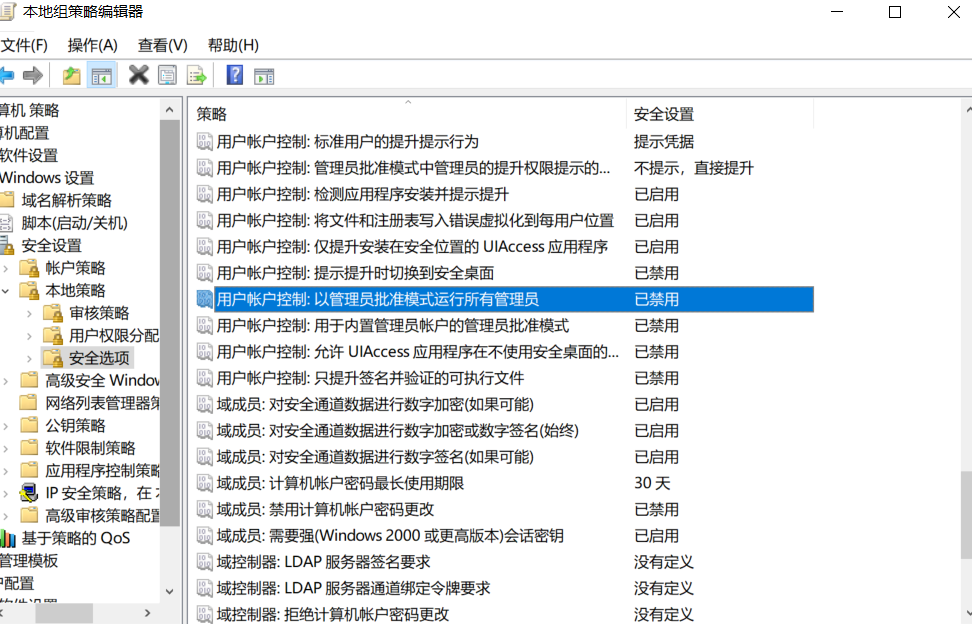 本地组策略编辑器
文件(F) 操作(A) 查看(V) 帮助(H)
算机 策略
算机配置
软件设置
Windows 设置
域名解析策略
脚本(启动/关机)
安全设置
帐户策略
本地策略
审核策略
用户权限分配
安全选项
高级安全 Window
网络列表管理器策
公钥策略
软件限制策略
应用程序控制策略
IP 安全策略，在 本
高级审核策略配置
基于策略的 QoS
管理模板
户配置
软件设置
策略 安全设置
用户帐户控制: 标准用户的提升提示行为 提示凭据
用户帐户控制: 管理员批准模式中管理员的提升权限提示的... 不提示，直接提升
用户帐户控制: 检测应用程序安装并提示提升 已启用
用户帐户控制: 将文件和注册表写入错误虚拟化到每用户位置 已启用
用户帐户控制: 仅提升安装在安全位置的 UIAccess 应用程序 已启用
用户帐户控制: 提示提升时切换到安全桌面 已禁用
用户帐户控制: 以管理员批准模式运行所有管理员 已禁用
用户帐户控制: 用于内置管理员帐户的管理员批准模式 已禁用
用户帐户控制: 允许 UIAccess 应用程序在不使用安全桌面的... 已禁用
用户帐户控制: 只提升签名并验证的可执行文件 已禁用
域成员: 对安全通道数据进行数字加密(如果可能) 已启用
域成员: 对安全通道数据进行数字加密或数字签名(始终) 已启用
域成员: 对安全通道数据进行数字签名(如果可能) 已启用
域成员: 计算机帐户密码最长使用期限 30 天
域成员: 禁用计算机帐户密码更改 已禁用
域成员: 需要强(Windows 2000 或更高版本)会话密钥 已启用
域控制器: LDAP 服务器签名要求 没有定义
域控制器: LDAP 服务器通道绑定令牌要求 没有定义
域控制器: 拒绝计算机帐户密码更改 没有定义